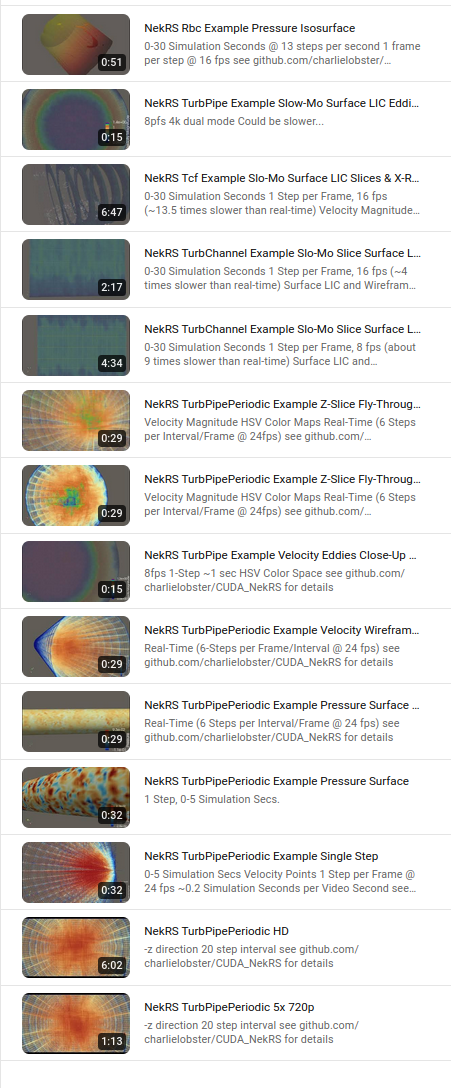 NekRS Rbc Example Pressure Isosurface
0-30 Simulation Seconds @ 13 steps per second 1 frame
per step @ 16 fps see github.com/charlielobster/…
0:51
NekRS TurbPipe Example Slow-Mo Surface LIC Eddi…
8pfs 4k dual mode Could be slower...
0:15
NekRS Tcf Example Slo-Mo Surface LIC Slices & X-R…
0-30 Simulation Seconds 1 Step per Frame, 16 fps
(~13.5 times slower than real-time) Velocity Magnitude…
6:47
NekRS TurbChannel Example Slo-Mo Slice Surface L…
0-30 Simulation Seconds 1 Step per Frame, 16 fps (~4
times slower than real-time) Surface LIC and Wirefram…
2:17
NekRS TurbChannel Example Slo-Mo Slice Surface L…
0-30 Simulation Seconds 1 Step per Frame, 8 fps (about
9 times slower than real-time) Surface LIC and…
4:34
NekRS TurbPipePeriodic Example Z-Slice Fly-Throug…
Velocity Magnitude HSV Color Maps Real-Time (6 Steps
per Interval/Frame @ 24fps) see github.com/…
0:29
NekRS TurbPipePeriodic Example Z-Slice Fly-Throug…
Velocity Magnitude HSV Color Maps Real-Time (6 Steps
per Interval/Frame @ 24fps) see github.com/…
0:29
NekRS TurbPipe Example Velocity Eddies Close-Up …
8fps 1-Step ~1 sec HSV Color Space see github.com/
charlielobster/CUDA_NekRS for details
0:15
NekRS TurbPipePeriodic Example Velocity Wirefram…
Real-Time (6-Steps per Frame/Interval @ 24 fps) see
github.com/charlielobster/CUDA_NekRS for details
0:29
NekRS TurbPipePeriodic Example Pressure Surface …
Real-Time (6 Steps per Interval/Frame @ 24 fps) see
github.com/charlielobster/CUDA_NekRS for details
0:29
NekRS TurbPipePeriodic Example Pressure Surface
1 Step, 0-5 Simulation Secs.
0:32
NekRS TurbPipePeriodic Example Single Step
0-5 Simulation Secs Velocity Points 1 Step per Frame @
24 fps ~0.2 Simulation Seconds per Video Second see…
0:32
NekRS TurbPipePeriodic HD
-z direction 20 step interval see github.com/
charlielobster/CUDA_NekRS for details
6:02
NekRS TurbPipePeriodic 5x 720p
-z direction 20 step interval see github.com/
charlielobster/CUDA_NekRS for details
1:13